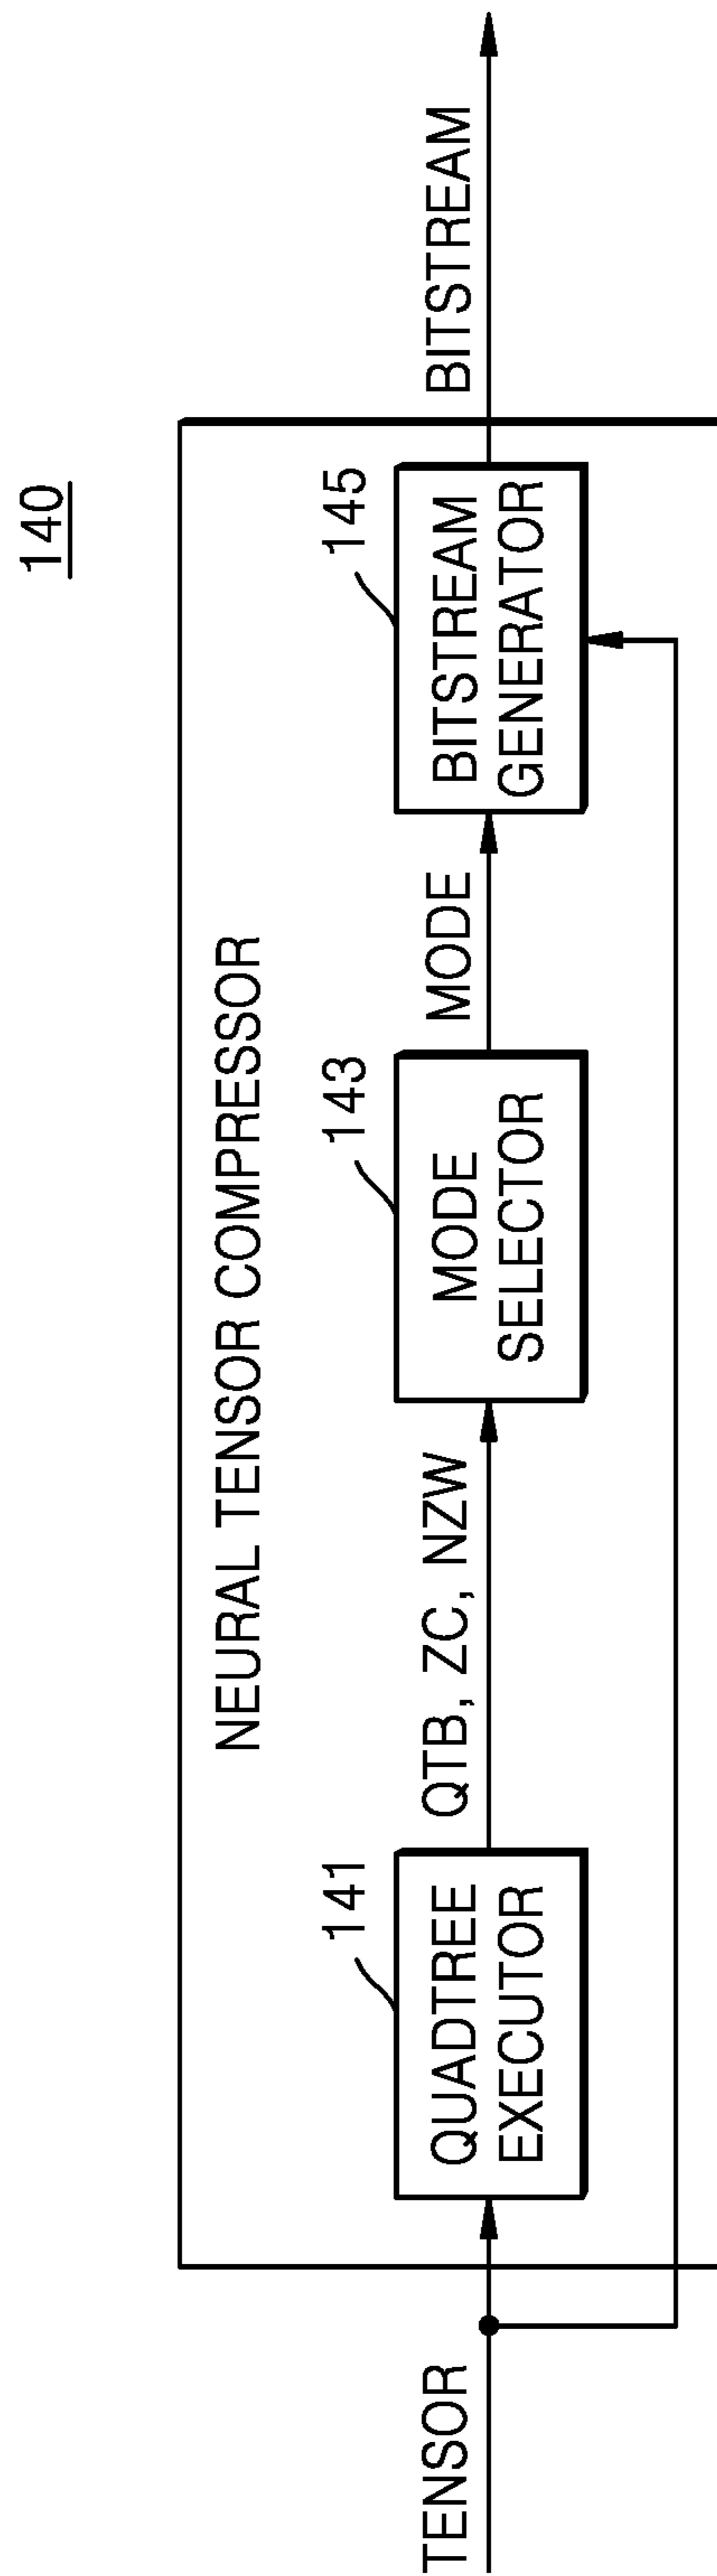 140
NEURAL TENSOR COMPRESSOR
141
143
145
TENSOR
QUADTREE
EXECUTOR
QTB, ZC, NZW
MODE
SELECTOR
MODE
BITSTREAM
GENERATOR
BITSTREAM